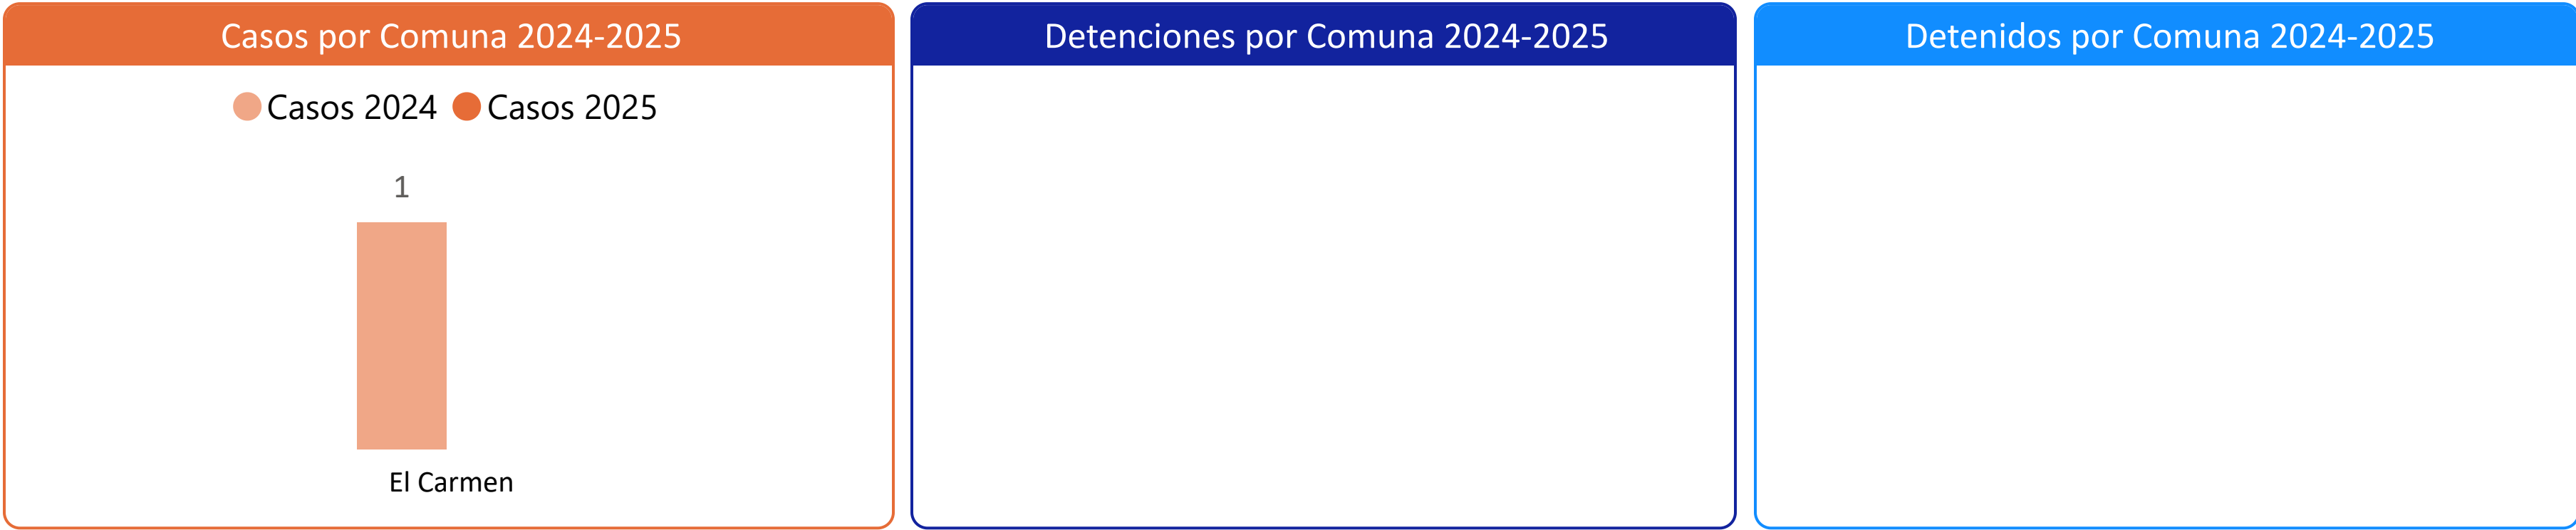 Casos por Comuna 2024-2025
Casos 2024 Casos 2025
1
El Carmen
Detenciones por Comuna 2024-2025
Detenidos por Comuna 2024-2025